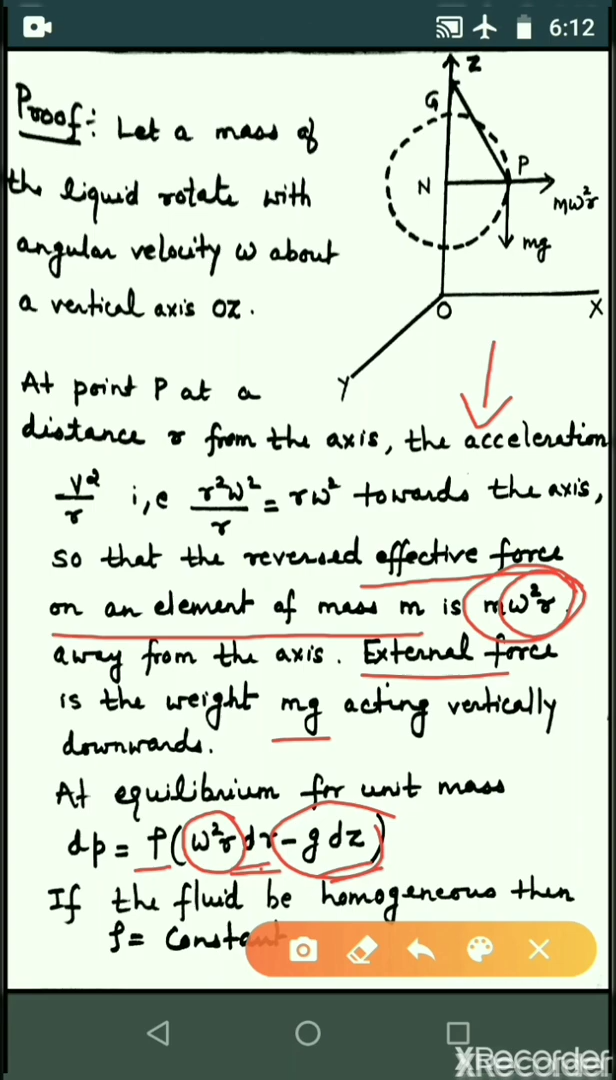 6:12
Z
G
Proof:- Let a mass of
P
the liquid rotate with
N
mω²r
angular velocity ω about
mg
a vertical axis OZ.
O
X
Y
At point P at a
distance r from the axis, the acceleration
V²/r i,e r²ω²/r = rω² towards the axis,
so that the reversed effective force
on an element of mass m is mω²r.
away from the axis. External force
is the weight mg acting vertically
downwards.
At equilibrium for unit mass
dp = ρ(ω²r dr - g dz)
If the fluid be homogeneous then
ρ = Constant
XRecorder